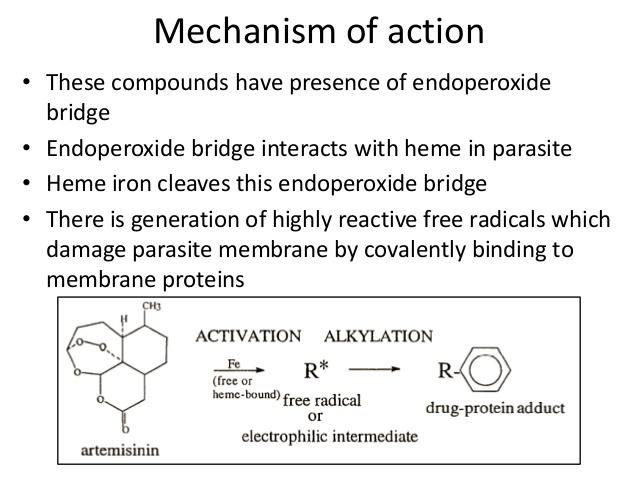 Mechanism of action
• These compounds have presence of endoperoxide
bridge
• Endoperoxide bridge interacts with heme in parasite
• Heme iron cleaves this endoperoxide bridge
• There is generation of highly reactive free radicals which
damage parasite membrane by covalently binding to
membrane proteins
CH3
H
O
O
O
O
O
artemisinin
ACTIVATION ALKYLATION
Fe
(free or
heme-bound)
R*
free radical
or
electrophilic intermediate
R-
drug-protein adduct